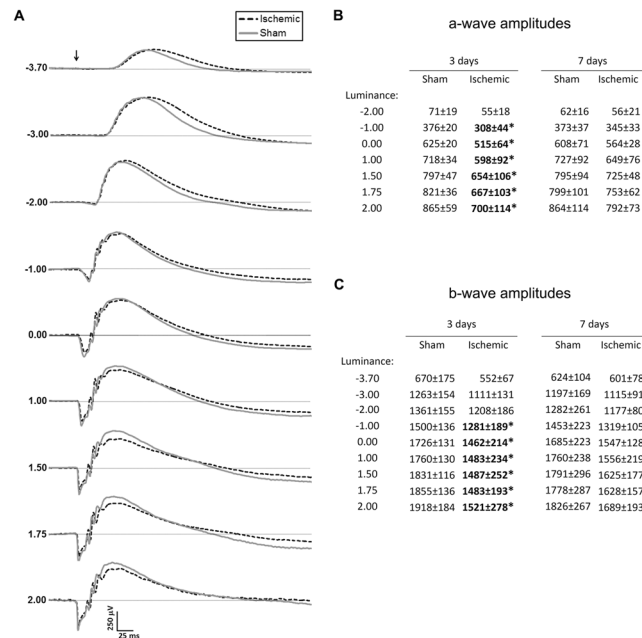 A
Ischemic
Sham
-3.70
-3.00
-2.00
-1.00
0.00
1.00
1.50
1.75
2.00
250 µV
25 ms
B
a-wave amplitudes
3 days 7 days
Sham Ischemic Sham Ischemic
Luminance:
-2.00 71±19 55±18 62±16 56±21
-1.00 376±20 308±44* 373±37 345±33
0.00 625±20 515±64* 608±71 564±28
1.00 718±34 598±92* 727±92 649±76
1.50 797±47 654±106* 795±94 725±48
1.75 821±36 667±103* 799±101 753±62
2.00 865±59 700±114* 864±114 792±73
C
b-wave amplitudes
3 days 7 days
Sham Ischemic Sham Ischemic
Luminance:
-3.70 670±175 552±67 624±104 601±78
-3.00 1263±154 1111±131 1197±169 1115±91
-2.00 1361±155 1208±186 1282±261 1177±80
-1.00 1500±136 1281±189* 1453±223 1319±105
0.00 1726±131 1462±214* 1685±223 1547±128
1.00 1760±130 1483±234* 1760±238 1556±219
1.50 1831±116 1487±252* 1791±296 1625±177
1.75 1855±136 1483±193* 1778±287 1628±157
2.00 1918±184 1521±278* 1826±267 1689±193